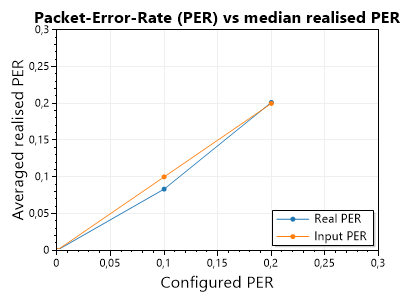 Packet-Error-Rate (PER) vs median realised PER
0,3
0,25
0,2
0,15
0,1
0,05
0
Averaged realised PER
Real PER
Input PER
0 0,05 0,1 0,15 0,2 0,25 0,3
Configured PER